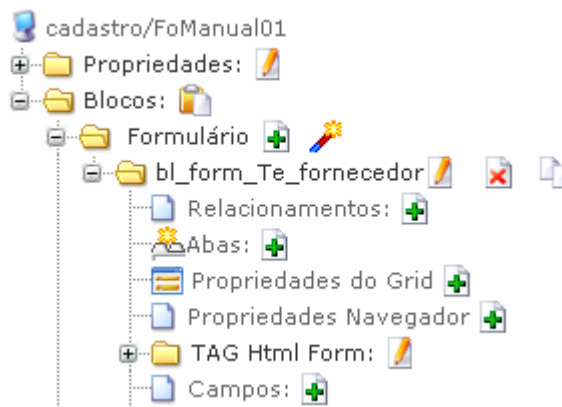 cadastro/FoManual01
Propriedades:
Blocos:
Formulário
bl_form_Te_fornecedor
Relacionamentos:
Abas:
Propriedades do Grid
Propriedades Navegador
TAG Html Form:
Campos: